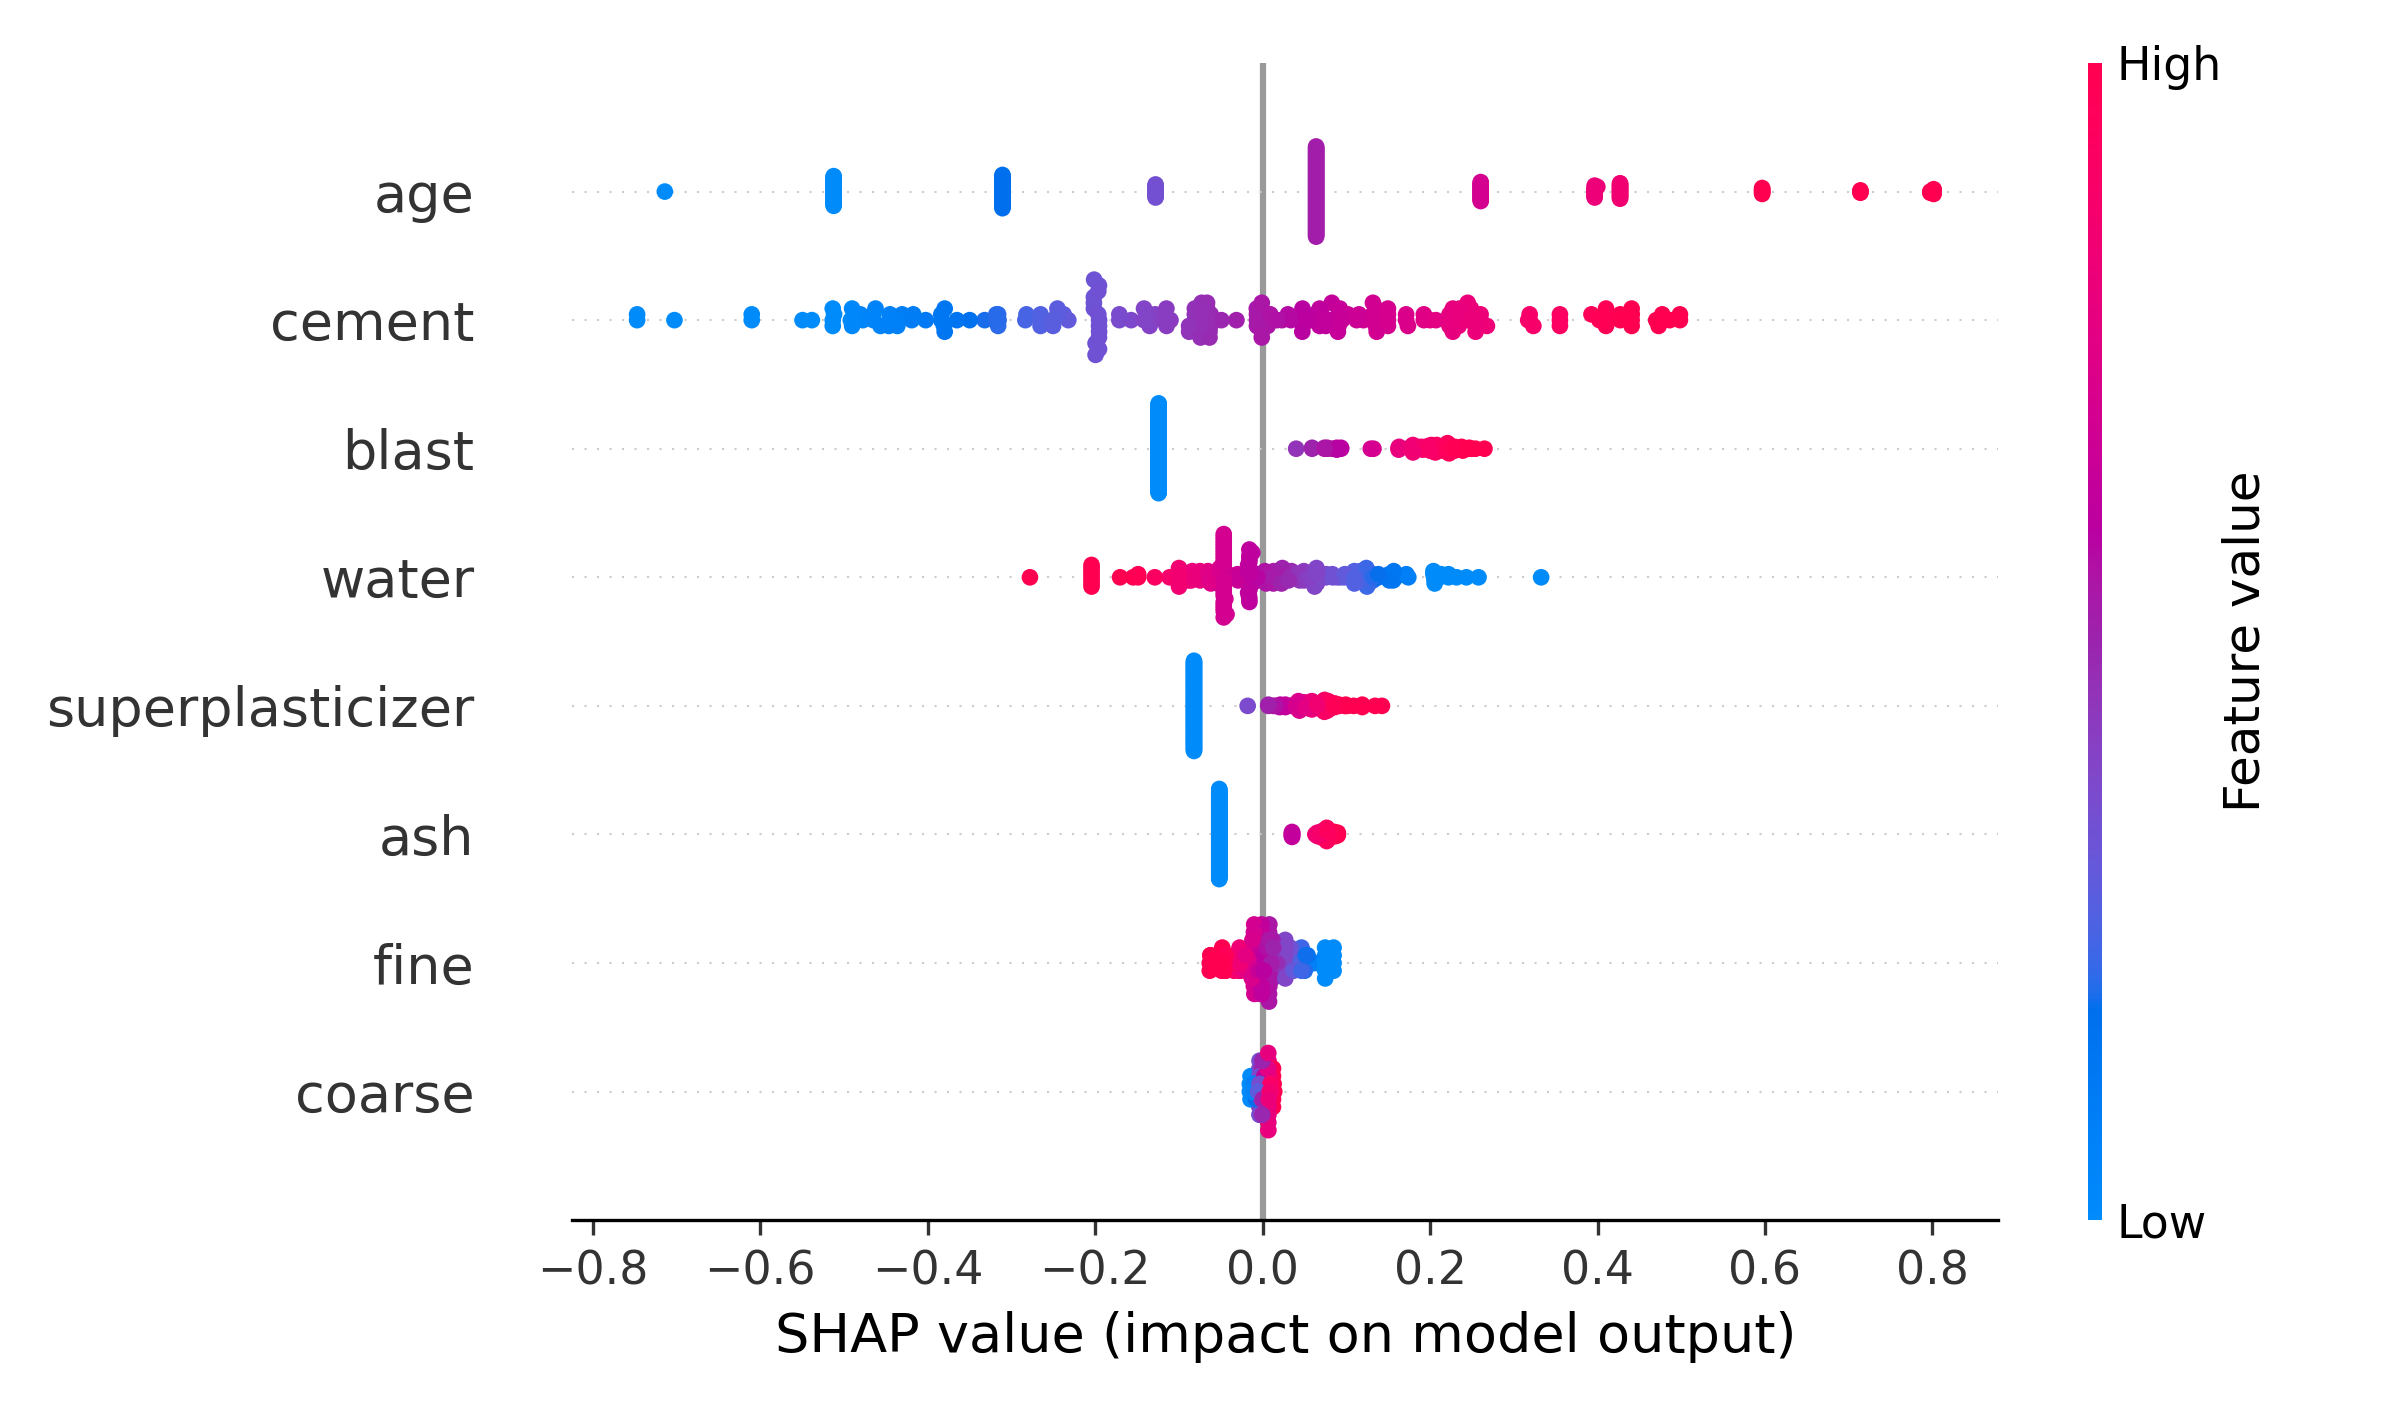 High
age
cement
blast
water
superplasticizer
ash
fine
coarse
Feature value
Low
−0.8 −0.6 −0.4 −0.2 0.0 0.2 0.4 0.6 0.8
SHAP value (impact on model output)